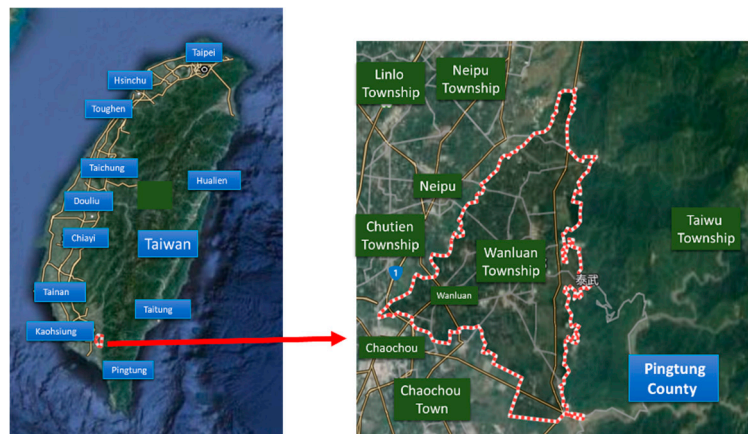 Taipei
Hsinchu
Toughen
Taichung
Hualien
Douliu
Chiayi
Taiwan
Tainan
Taitung
Kaohsiung
Pingtung
Linlo
Township
Neipu
Township
Neipu
Chutien
Township
Taiwu
Township
Wanluan
Township
1
泰武
Wanluan
Chaochou
Chaochou
Town
Pingtung
County